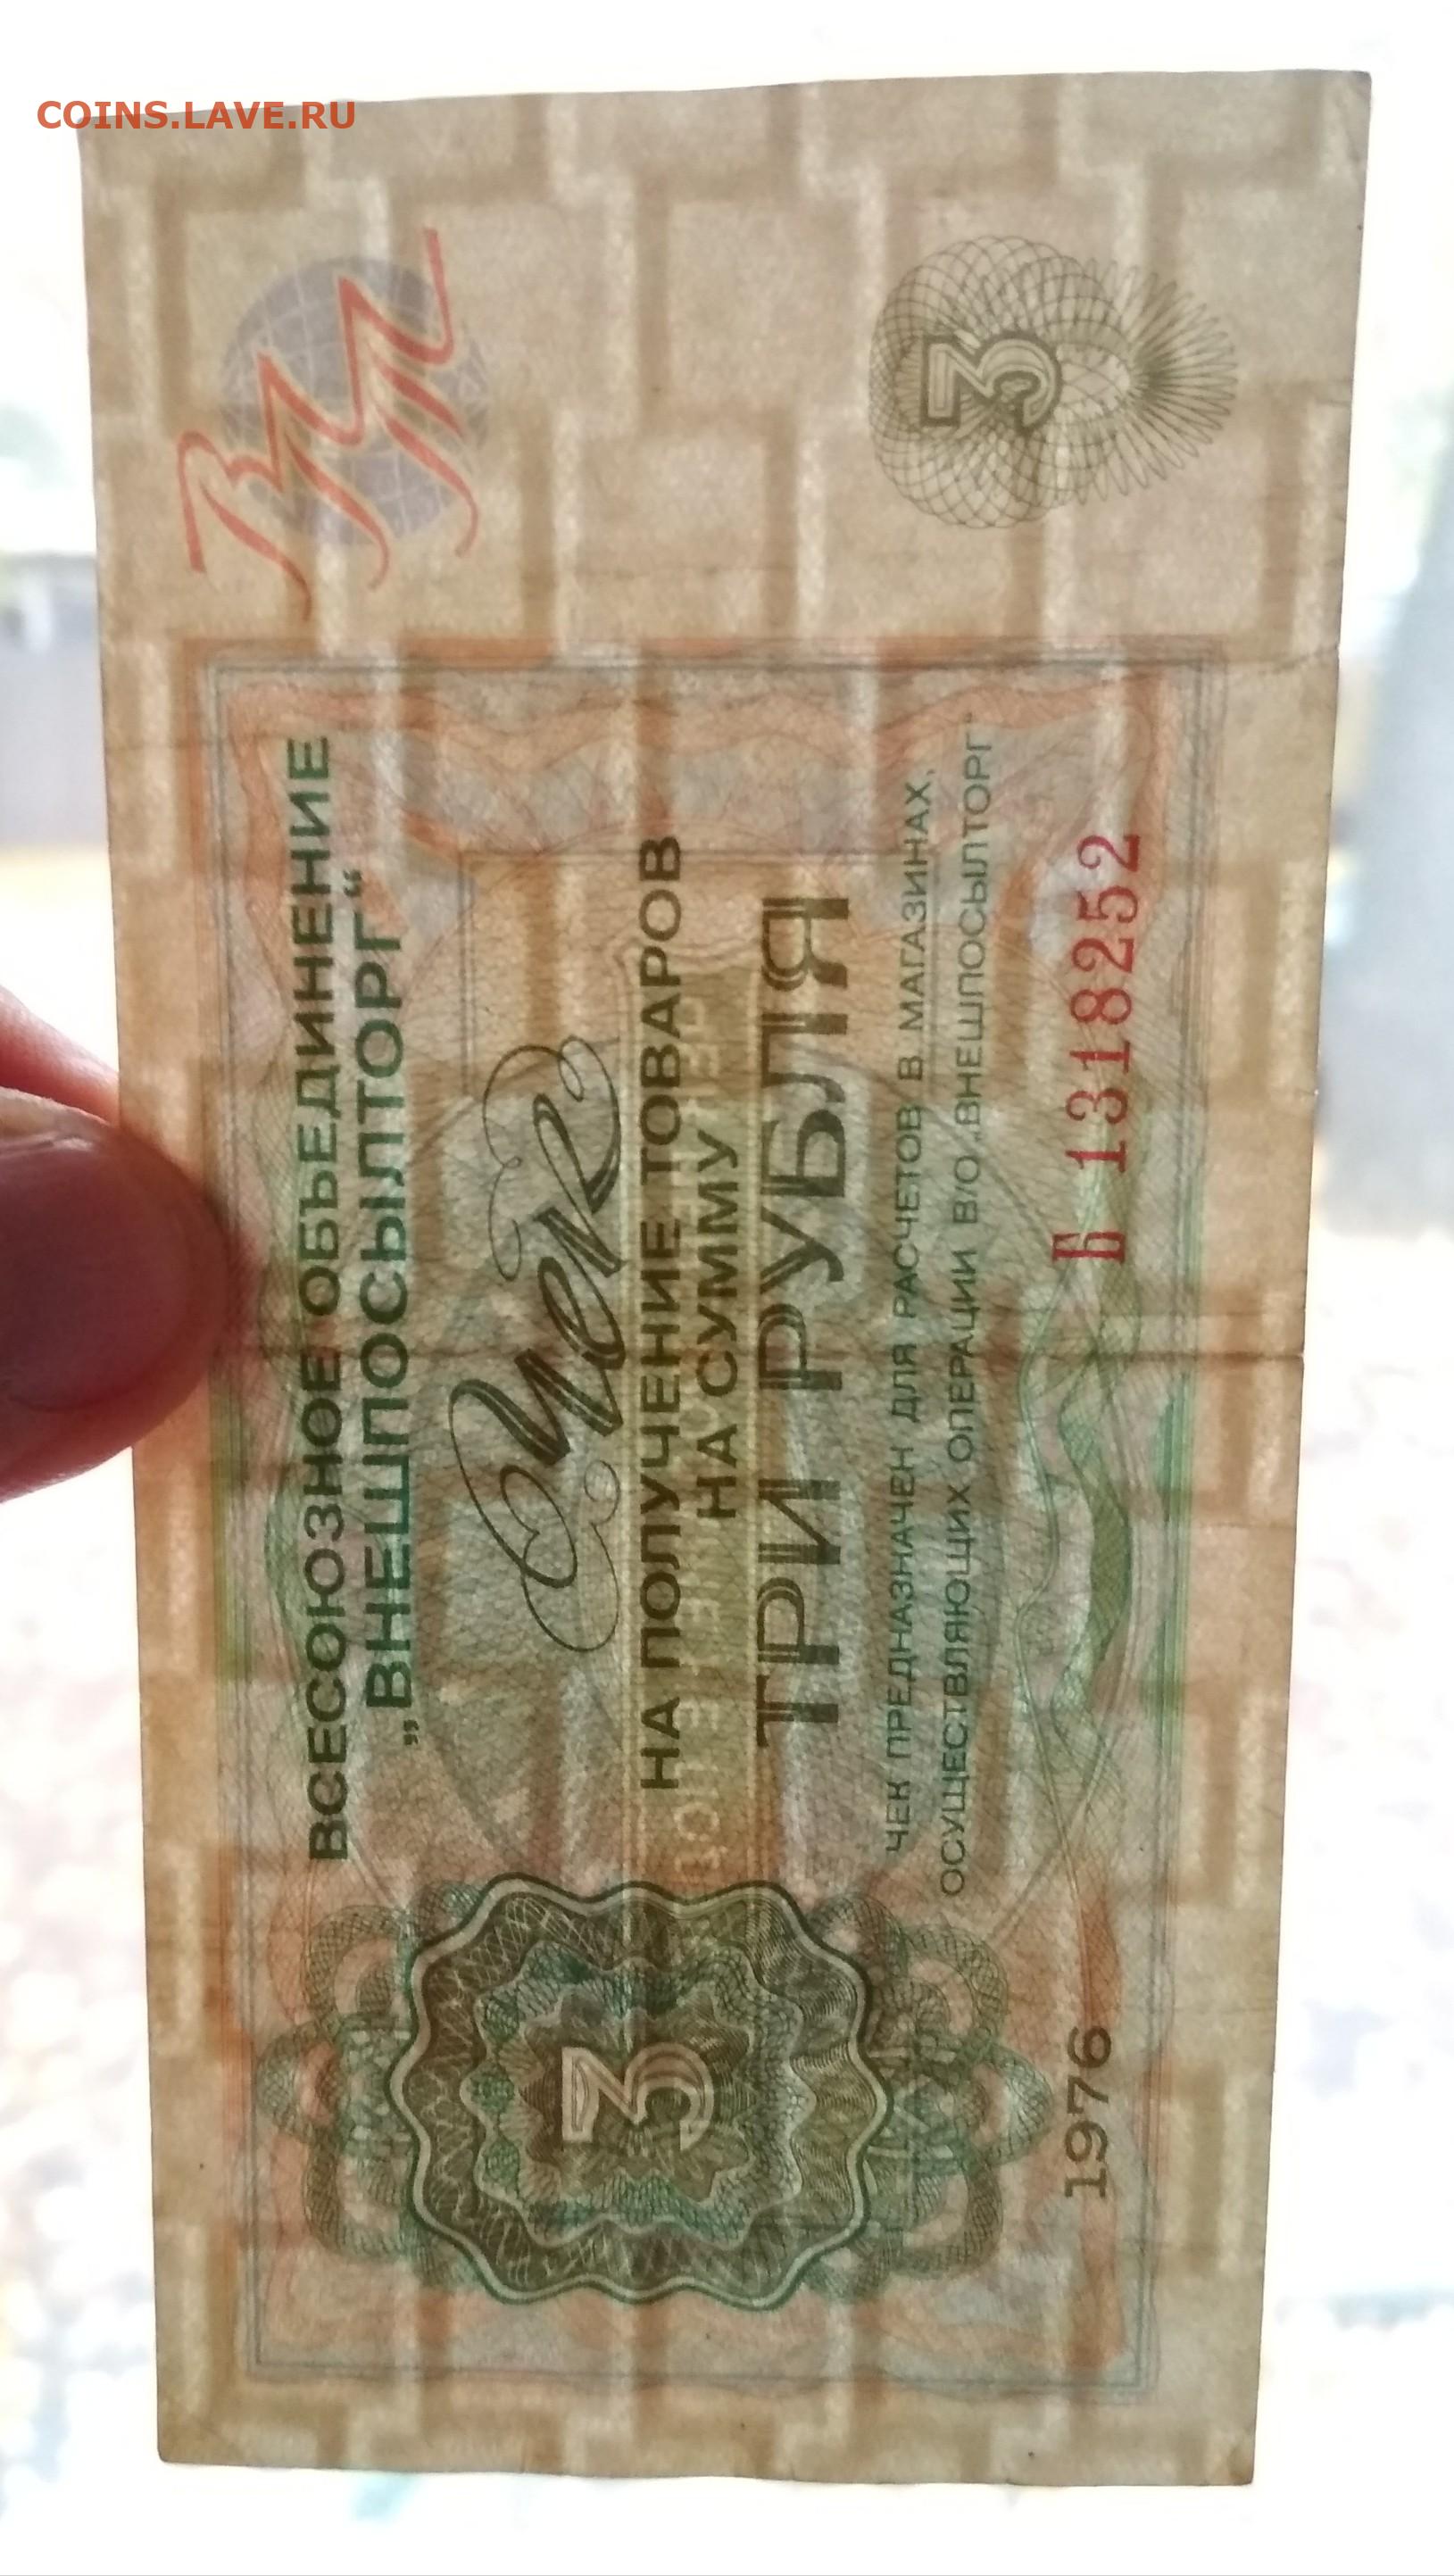 COINS.LAVE.RU
ВСЕСОЮЗНОЕ ОБЪЕДИНЕНИЕ
„ВНЕШПОСЫЛТОРГ“
Чек
НА ПОЛУЧЕНИЕ ТОВАРОВ
НА СУММУ
ТРИ РУБЛЯ
ЧЕК ПРЕДНАЗНАЧЕН ДЛЯ РАСЧЕТОВ В МАГАЗИНАХ,
ОСУЩЕСТВЛЯЮЩИХ ОПЕРАЦИИ В/О „ВНЕШПОСЫЛТОРГ“
Б 1318252
1976
3
ВПТ
3